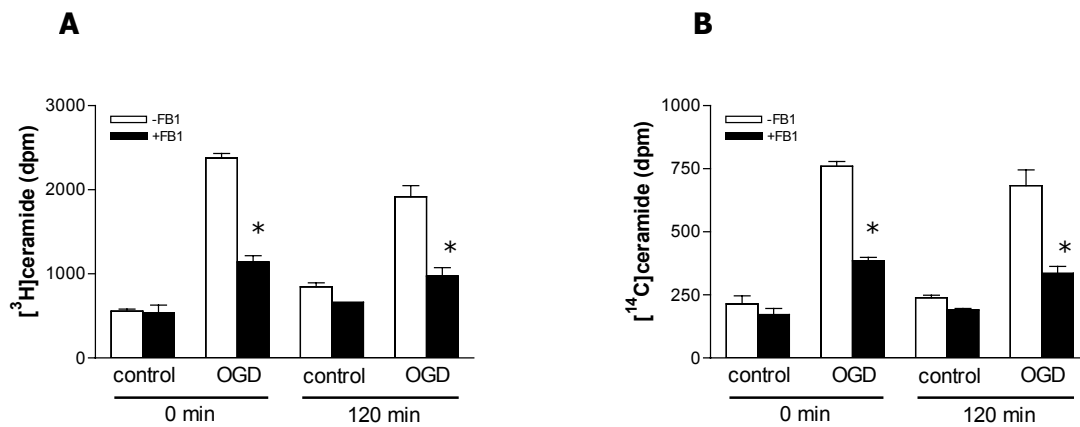 A
[³H]ceramide (dpm)
3000
2000
1000
0
-FB1
+FB1
*
*
control OGD control OGD
0 min 120 min
B
[¹⁴C]ceramide (dpm)
1000
750
500
250
0
-FB1
+FB1
*
*
control OGD control OGD
0 min 120 min